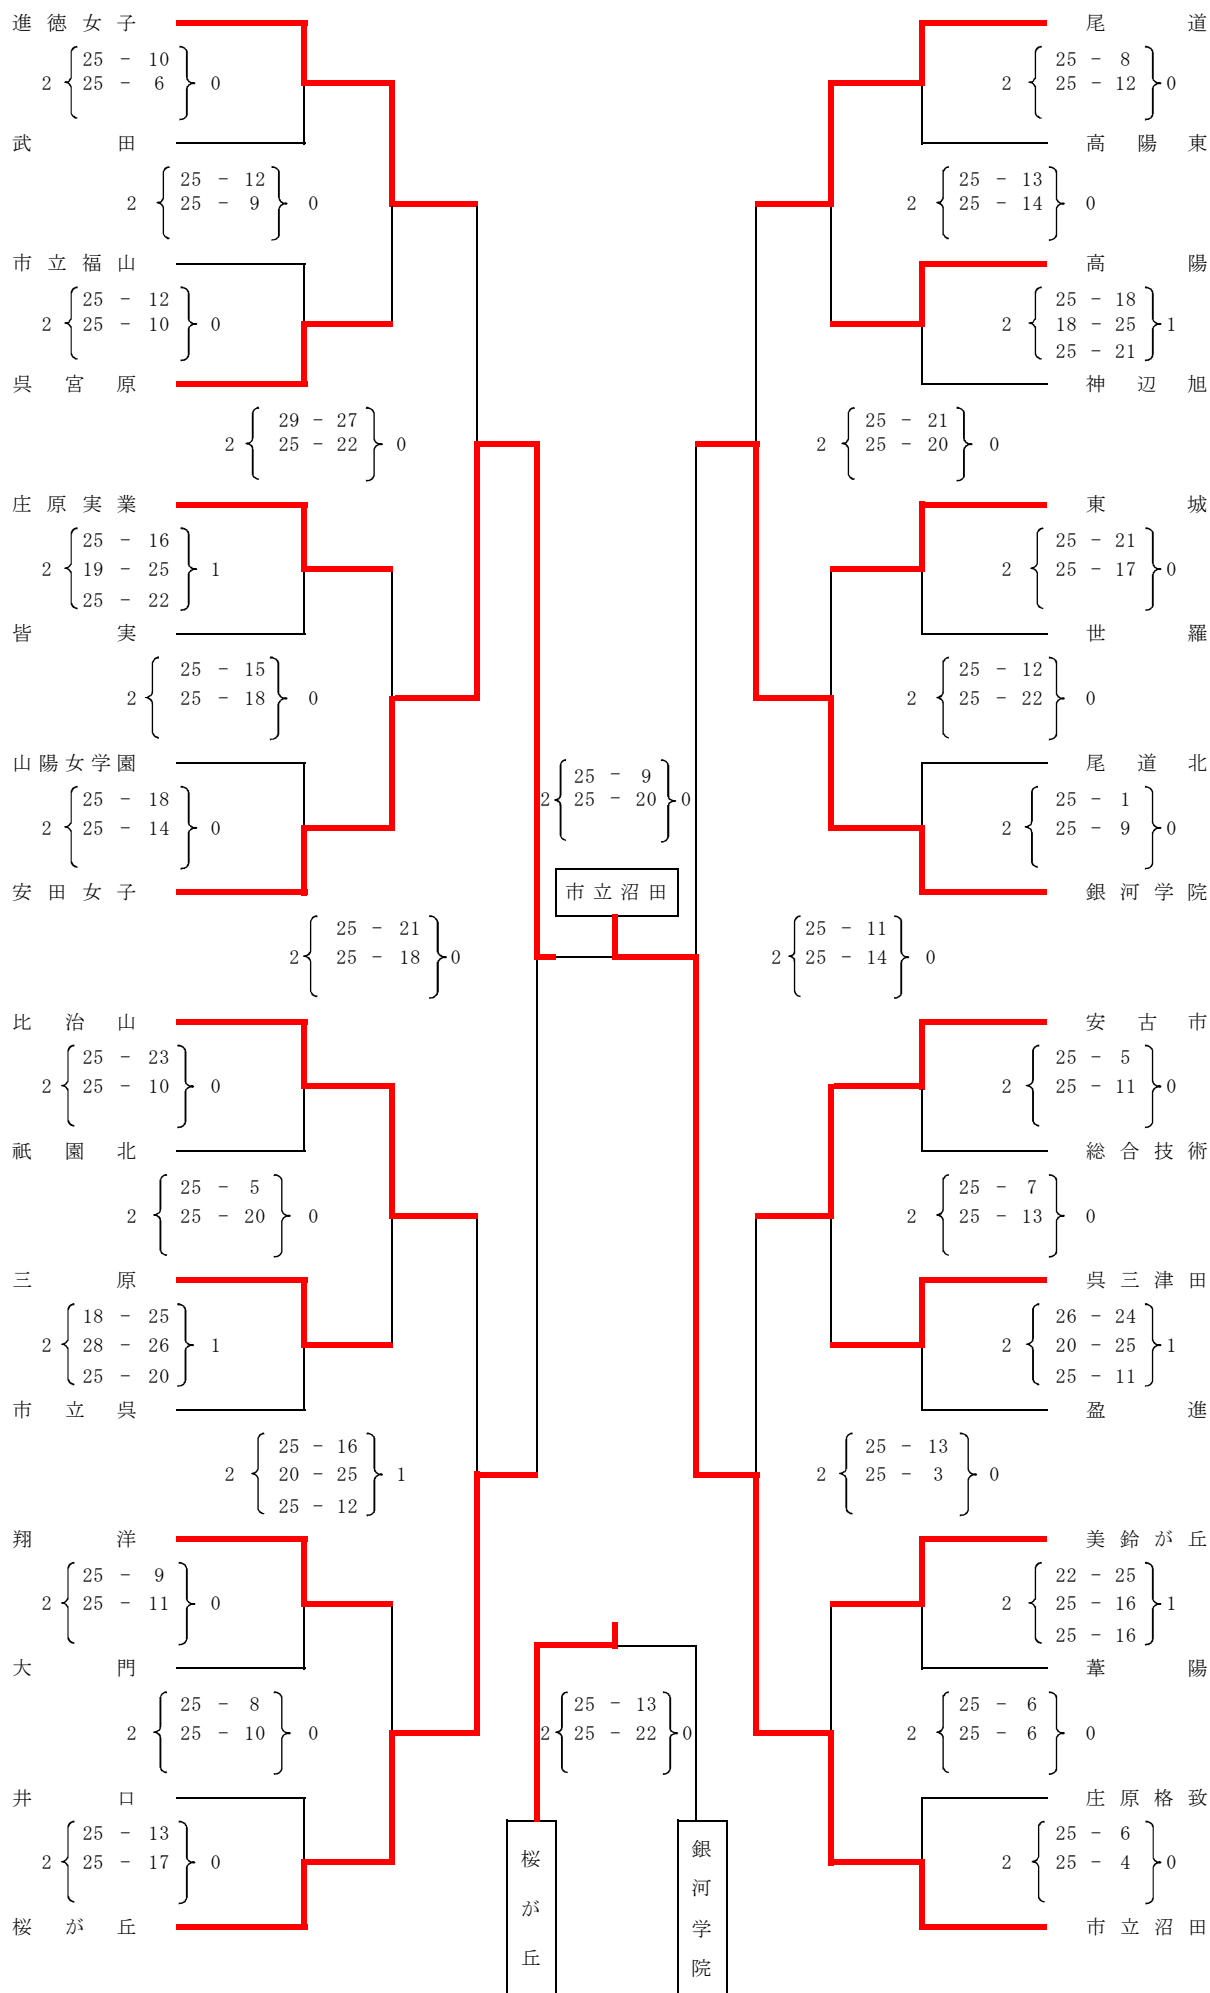 進徳女子
25 - 10
2 25 - 6 0
武田
25 - 12
2 25 - 9 0
市立福山
25 - 12
2 25 - 10 0
呉宮原
29 - 27
2 25 - 22 0
庄原実業
25 - 16
2 19 - 25 1
25 - 22
皆実
25 - 15
2 25 - 18 0
山陽女学園
25 - 18
2 25 - 14 0
安田女子
25 - 21
2 25 - 18 0
比治山
25 - 23
2 25 - 10 0
祇園北
25 - 5
2 25 - 20 0
三原
18 - 25
2 28 - 26 1
25 - 20
市立呉
25 - 16
2 20 - 25 1
25 - 12
翔洋
25 - 9
2 25 - 11 0
大門
25 - 8
2 25 - 10 0
井口
25 - 13
2 25 - 17 0
桜が丘
25 - 9
2 25 - 20 0
市立沼田
25 - 13
2 25 - 22 0
桜が丘
銀河学院
尾道
25 - 8
2 25 - 12 0
高陽東
25 - 13
2 25 - 14 0
高陽
25 - 18
2 18 - 25 1
25 - 21
神辺旭
25 - 21
2 25 - 20 0
東城
25 - 21
2 25 - 17 0
世羅
25 - 12
2 25 - 22 0
尾道北
25 - 1
2 25 - 9 0
銀河学院
25 - 11
2 25 - 14 0
安古市
25 - 5
2 25 - 11 0
総合技術
25 - 7
2 25 - 13 0
呉三津田
26 - 24
2 20 - 25 1
25 - 11
盈進
25 - 13
2 25 - 3 0
美鈴が丘
22 - 25
2 25 - 16 1
25 - 16
葦陽
25 - 6
2 25 - 6 0
庄原格致
25 - 6
2 25 - 4 0
市立沼田